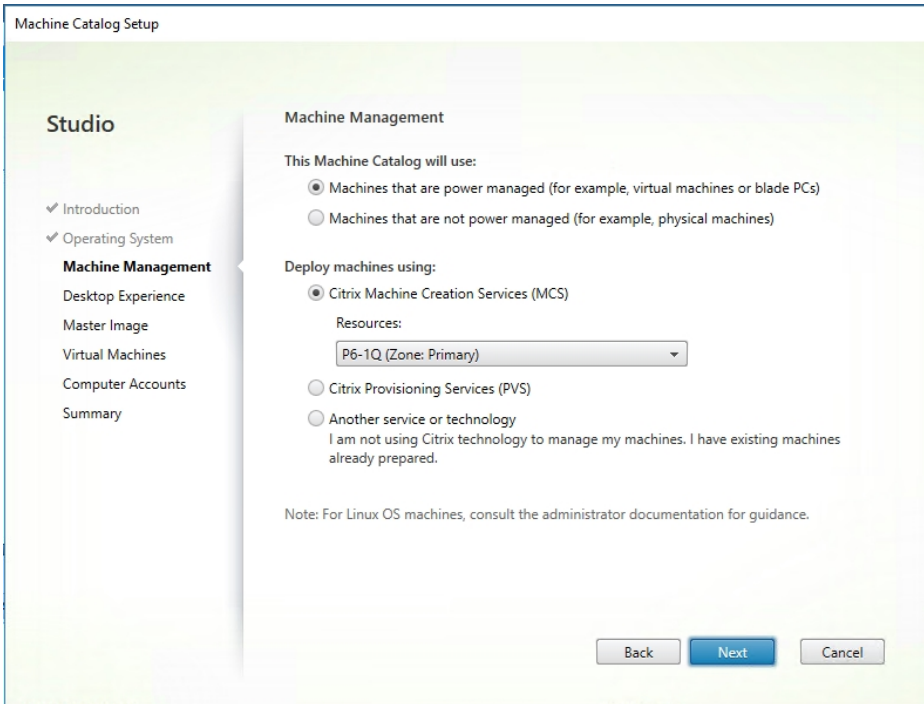 Machine Catalog Setup
Studio
Introduction
Operating System
Machine Management
Desktop Experience
Master Image
Virtual Machines
Computer Accounts
Summary
Machine Management
This Machine Catalog will use:
Machines that are power managed (for example, virtual machines or blade PCs)
Machines that are not power managed (for example, physical machines)
Deploy machines using:
Citrix Machine Creation Services (MCS)
Resources:
P6-1Q (Zone: Primary)
Citrix Provisioning Services (PVS)
Another service or technology
I am not using Citrix technology to manage my machines. I have existing machines
already prepared.
Note: For Linux OS machines, consult the administrator documentation for guidance.
Back
Next
Cancel